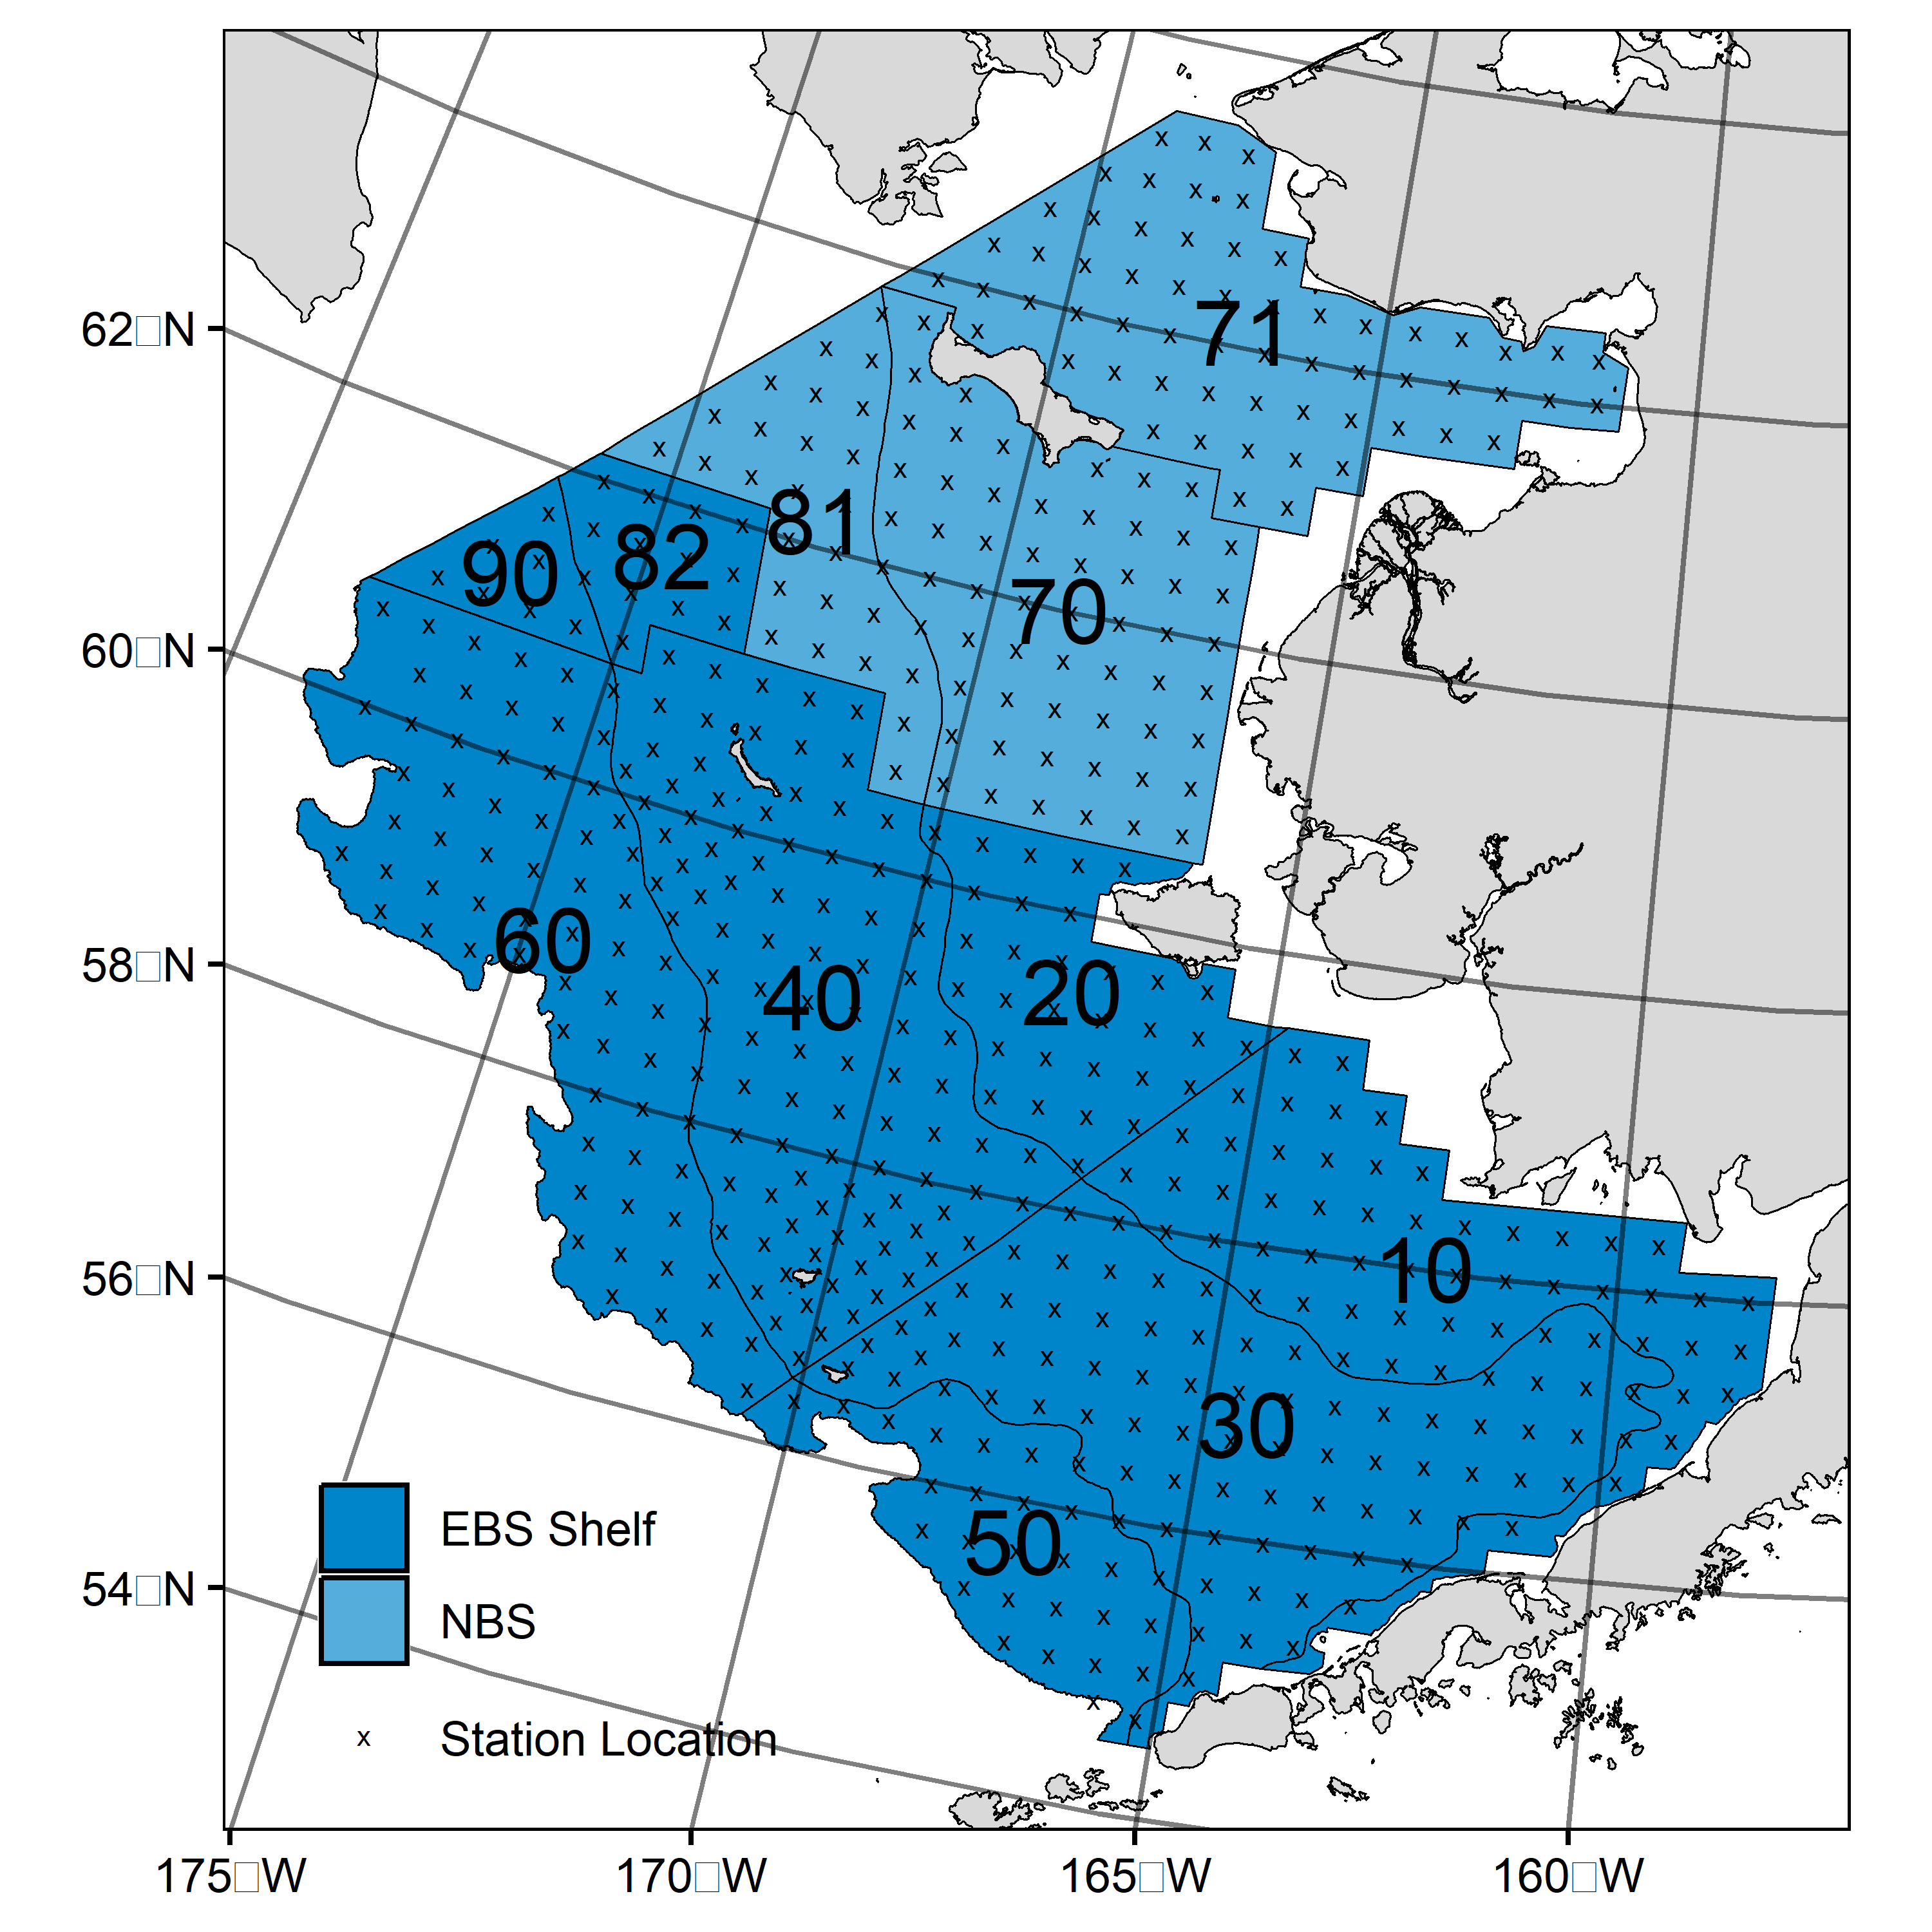 71
62□N
81
90
82
70
60□N
60
40
20
58□N
10
56□N
30
50
EBS Shelf
54□N
NBS
x Station Location
175□W 170□W 165□W 160□W